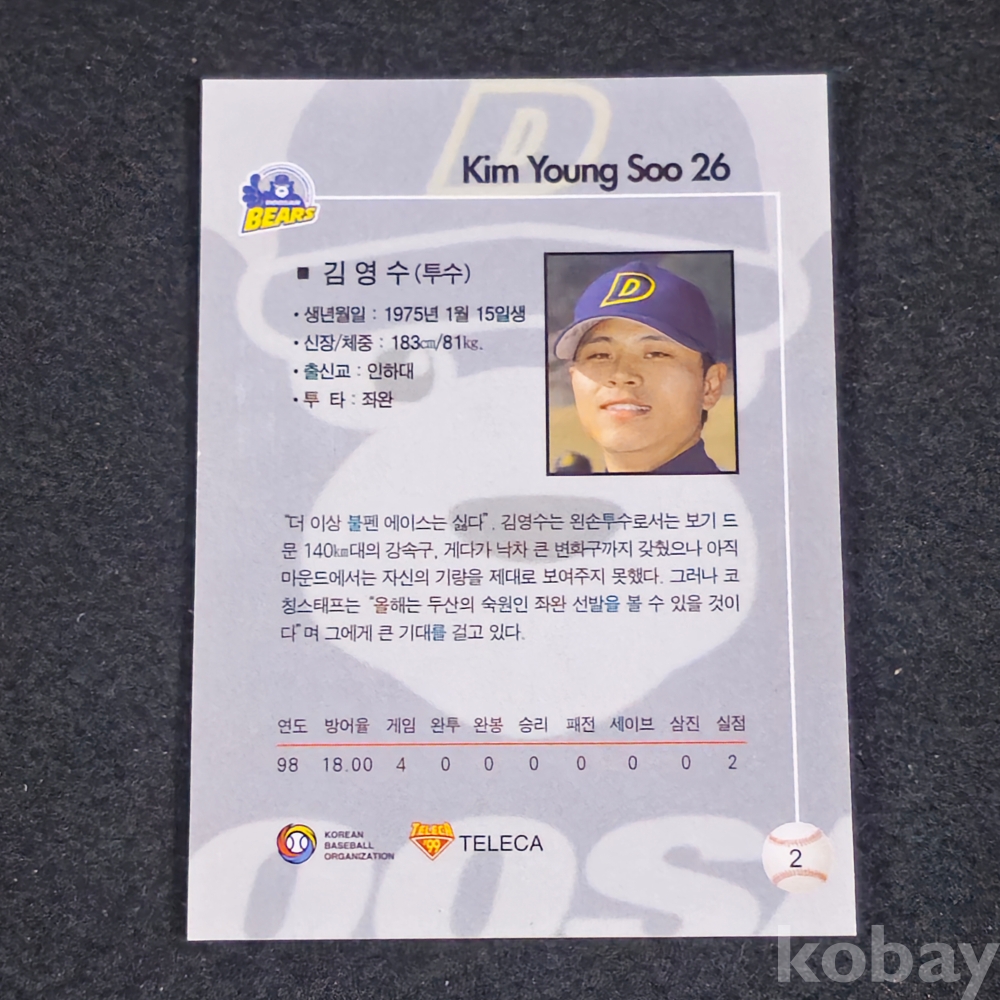 D
Kim Young Soo 26
DOOSAN
BEARS
■ 김 영 수 (투수)
• 생년월일 : 1975년 1월 15일생
• 신장/체중 : 183㎝/81㎏.
• 출신교 : 인하대
• 투 타 : 좌완
D
"더 이상 불펜 에이스는 싫다". 김영수는 왼손투수로서는 보기 드
문 140㎞대의 강속구, 게다가 낙차 큰 변화구까지 갖췄으나 아직
마운드에서는 자신의 기량을 제대로 보여주지 못했다. 그러나 코
칭스태프는 "올해는 두산의 숙원인 좌완 선발을 볼 수 있을 것이
다"며 그에게 큰 기대를 걸고 있다.
연도 방어율 게임 완투 완봉 승리 패전 세이브 삼진 실점
98 18.00 4 0 0 0 0 0 0 2
KOREAN
BASEBALL
ORGANIZATION
TELECA
'99
TELECA
2
oosa
kobay